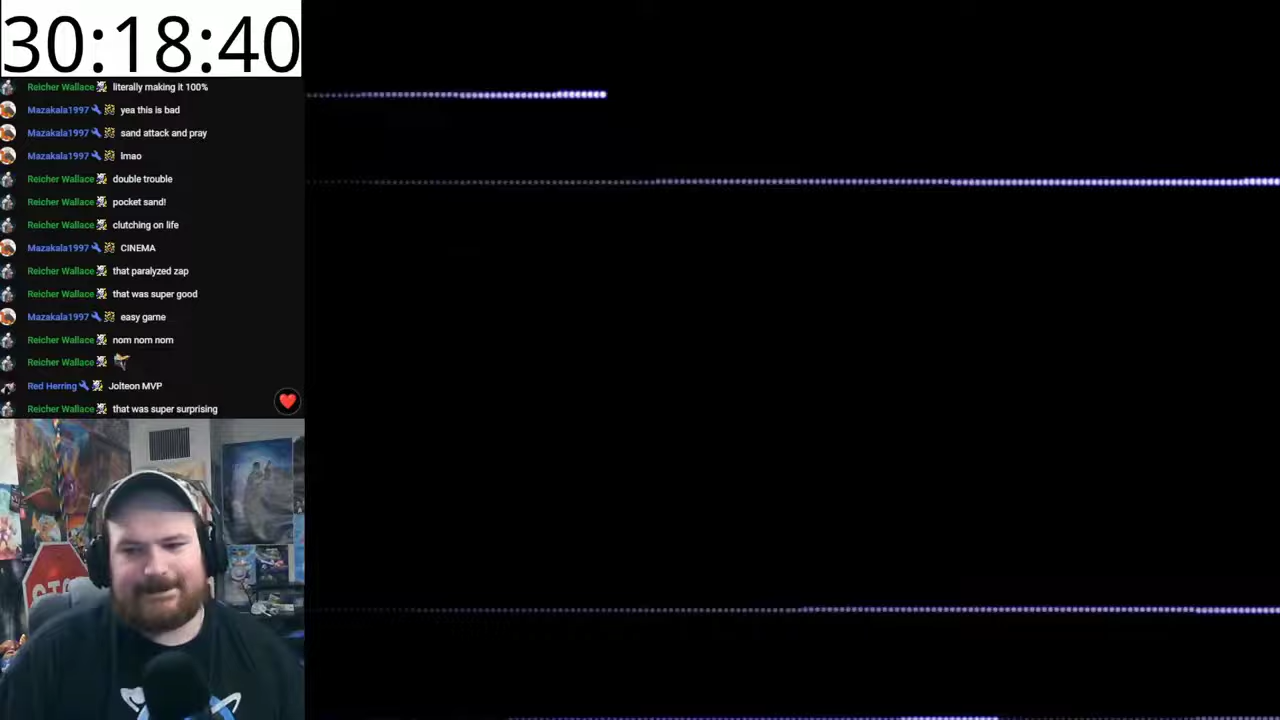 30:18:40
Reicher Wallace literally making it 100%
Mazakala1997 yea this is bad
Mazakala1997 sand attack and pray
Mazakala1997 lmao
Reicher Wallace double trouble
Reicher Wallace pocket sand!
Reicher Wallace clutching on life
Mazakala1997 CINEMA
Reicher Wallace that paralyzed zap
Reicher Wallace that was super good
Mazakala1997 easy game
Reicher Wallace nom nom nom
Reicher Wallace
Red Herring Jolteon MVP
Reicher Wallace that was super surprising